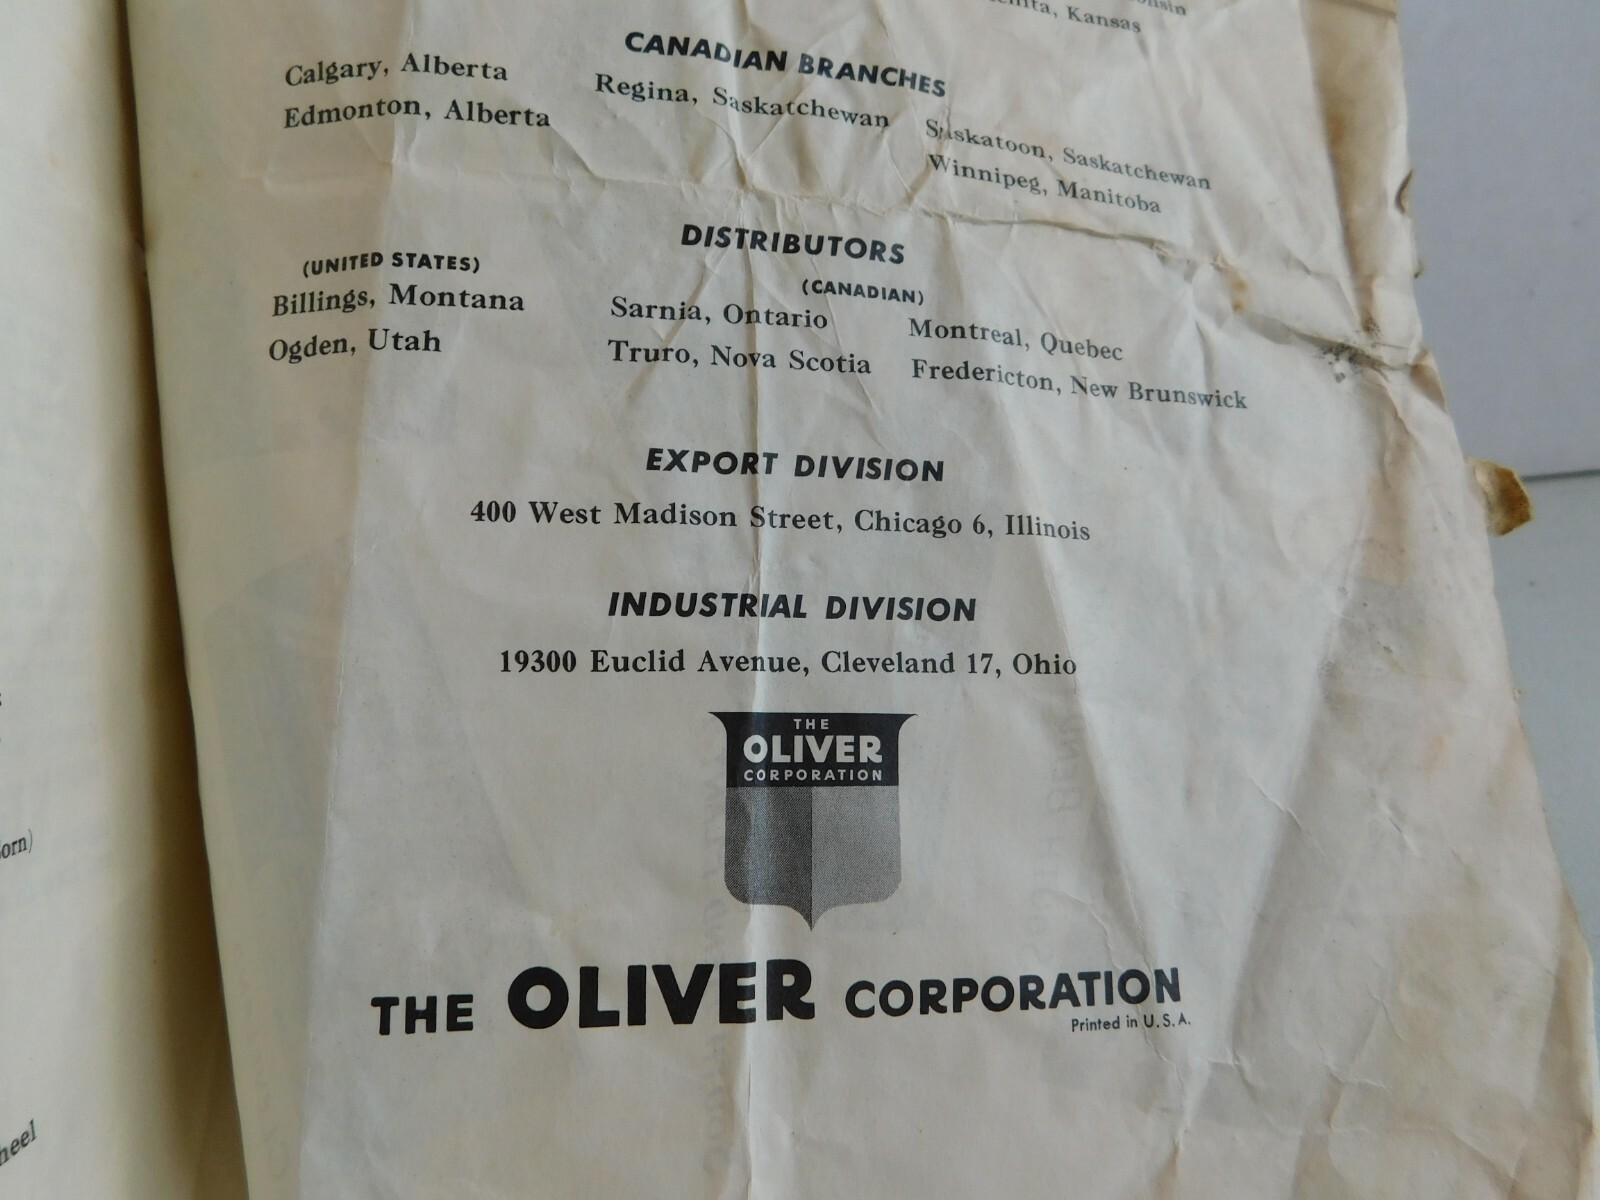 Kansas
CANADIAN BRANCHES
Calgary, Alberta
Edmonton, Alberta
Regina, Saskatchewan
Saskatoon, Saskatchewan
Winnipeg, Manitoba
DISTRIBUTORS
(UNITED STATES)
Billings, Montana
Ogden, Utah
(CANADIAN)
Sarnia, Ontario
Truro, Nova Scotia
Montreal, Quebec
Fredericton, New Brunswick
EXPORT DIVISION
400 West Madison Street, Chicago 6, Illinois
INDUSTRIAL DIVISION
19300 Euclid Avenue, Cleveland 17, Ohio
THE
OLIVER
CORPORATION
THE OLIVER CORPORATION
Printed in U.S.A.